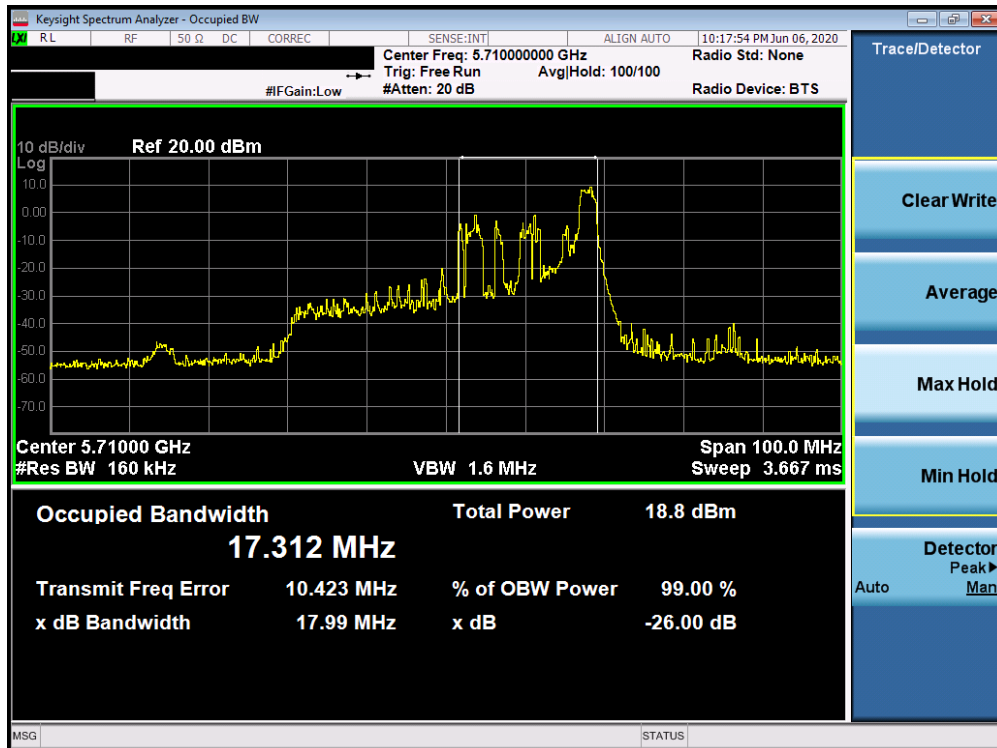 Keysight Spectrum Analyzer - Occupied BW
LXI RL RF 50 Ω DC CORREC SENSE:INT ALIGN AUTO 10:17:54 PM Jun 06, 2020
Center Freq: 5.710000000 GHz Radio Std: None
Trig: Free Run Avg|Hold: 100/100
#IFGain:Low #Atten: 20 dB Radio Device: BTS
Trace/Detector
10 dB/div Ref 20.00 dBm
Log
10.0
0.00
-10.0
-20.0
-30.0
-40.0
-50.0
-60.0
-70.0
Center 5.71000 GHz Span 100.0 MHz
#Res BW 160 kHz VBW 1.6 MHz Sweep 3.667 ms
Occupied Bandwidth Total Power 18.8 dBm
17.312 MHz
Transmit Freq Error 10.423 MHz % of OBW Power 99.00 %
x dB Bandwidth 17.99 MHz x dB -26.00 dB
Clear Write
Average
Max Hold
Min Hold
Detector
Peak▶
Auto Man
MSG STATUS